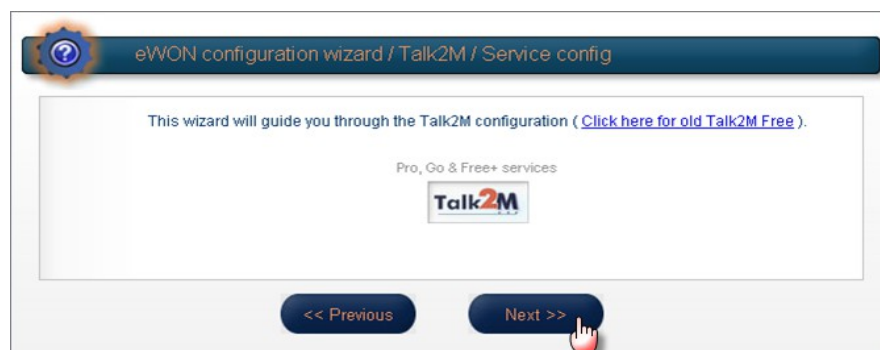 eWON configuration wizard / Talk2M / Service config
This wizard will guide you through the Talk2M configuration ( Click here for old Talk2M Free ).
Pro, Go & Free+ services
Talk2M
<< Previous
Next >>